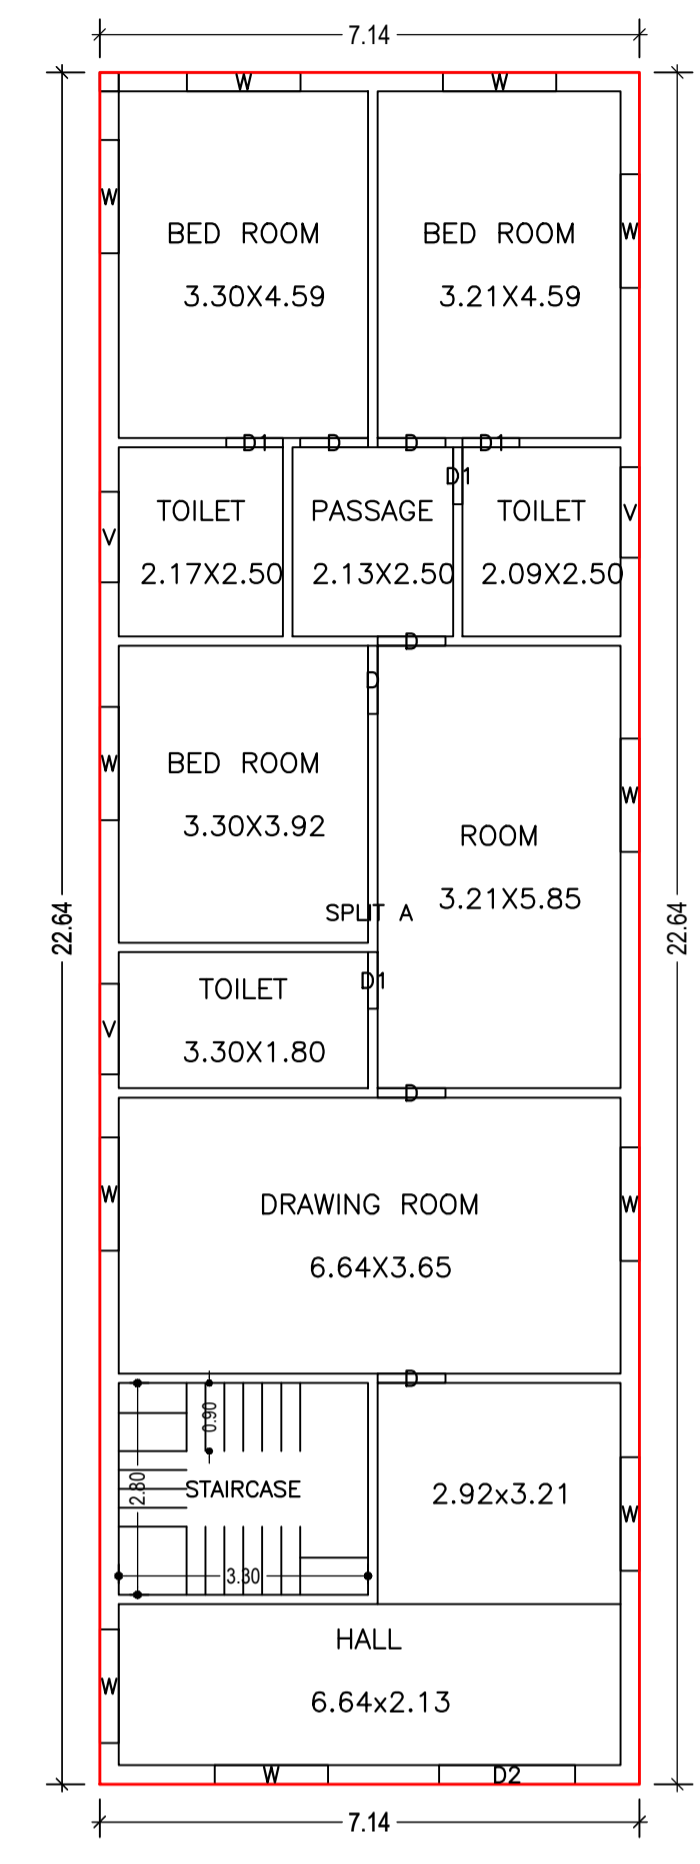 7.14
W W
W
W
BED ROOM BED ROOM
3.30X4.59 3.21X4.59
D1 D D D1
D1
TOILET PASSAGE TOILET
V
V
2.17X2.50 2.13X2.50 2.09X2.50
D
D
W
BED ROOM
W
3.30X3.92
ROOM
3.21X5.85
SPLIT A
22.64
22.64
D1
TOILET
V
3.30X1.80
D
W
W
DRAWING ROOM
6.64X3.65
D
0.90
2.80
STAIRCASE
2.92x3.21
W
3.30
HALL
W
6.64x2.13
W D2
7.14